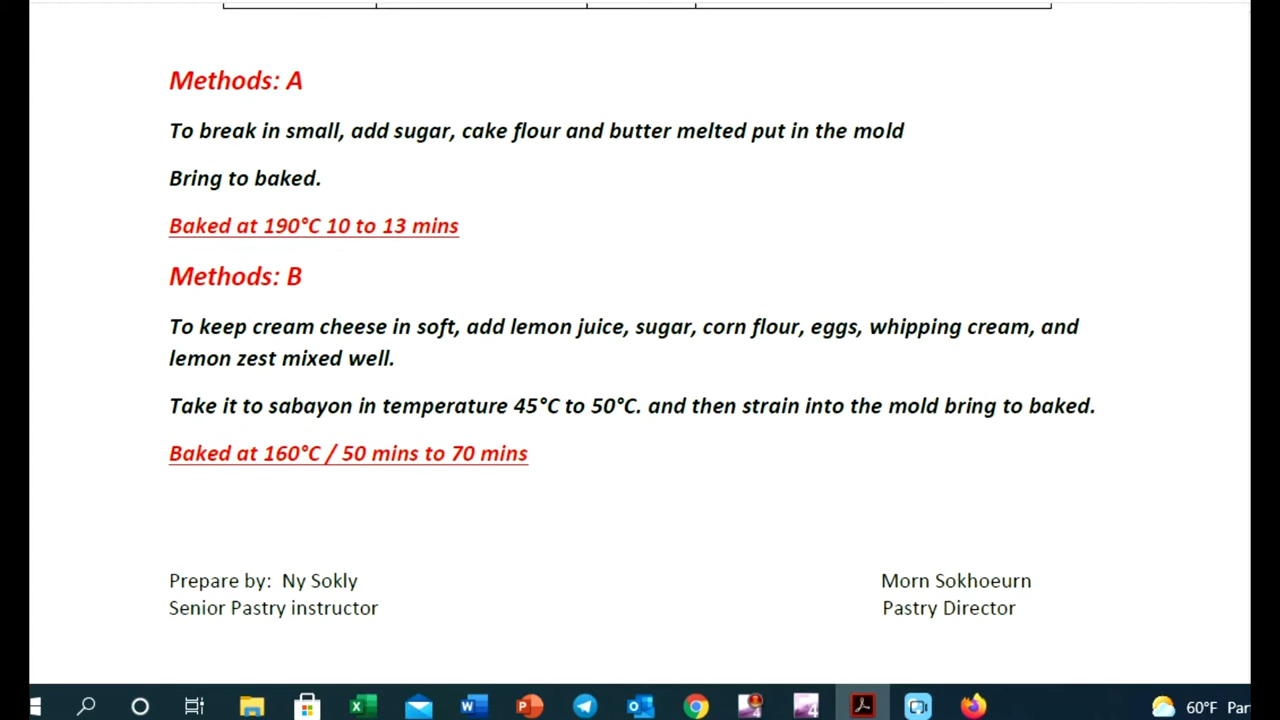 Methods: A
To break in small, add sugar, cake flour and butter melted put in the mold
Bring to baked.
Baked at 190°C 10 to 13 mins
Methods: B
To keep cream cheese in soft, add lemon juice, sugar, corn flour, eggs, whipping cream, and
lemon zest mixed well.
Take it to sabayon in temperature 45°C to 50°C. and then strain into the mold bring to baked.
Baked at 160°C / 50 mins to 70 mins
Prepare by: Ny Sokly
Morn Sokhoeurn
Senior Pastry instructor
Pastry Director
60°F Par